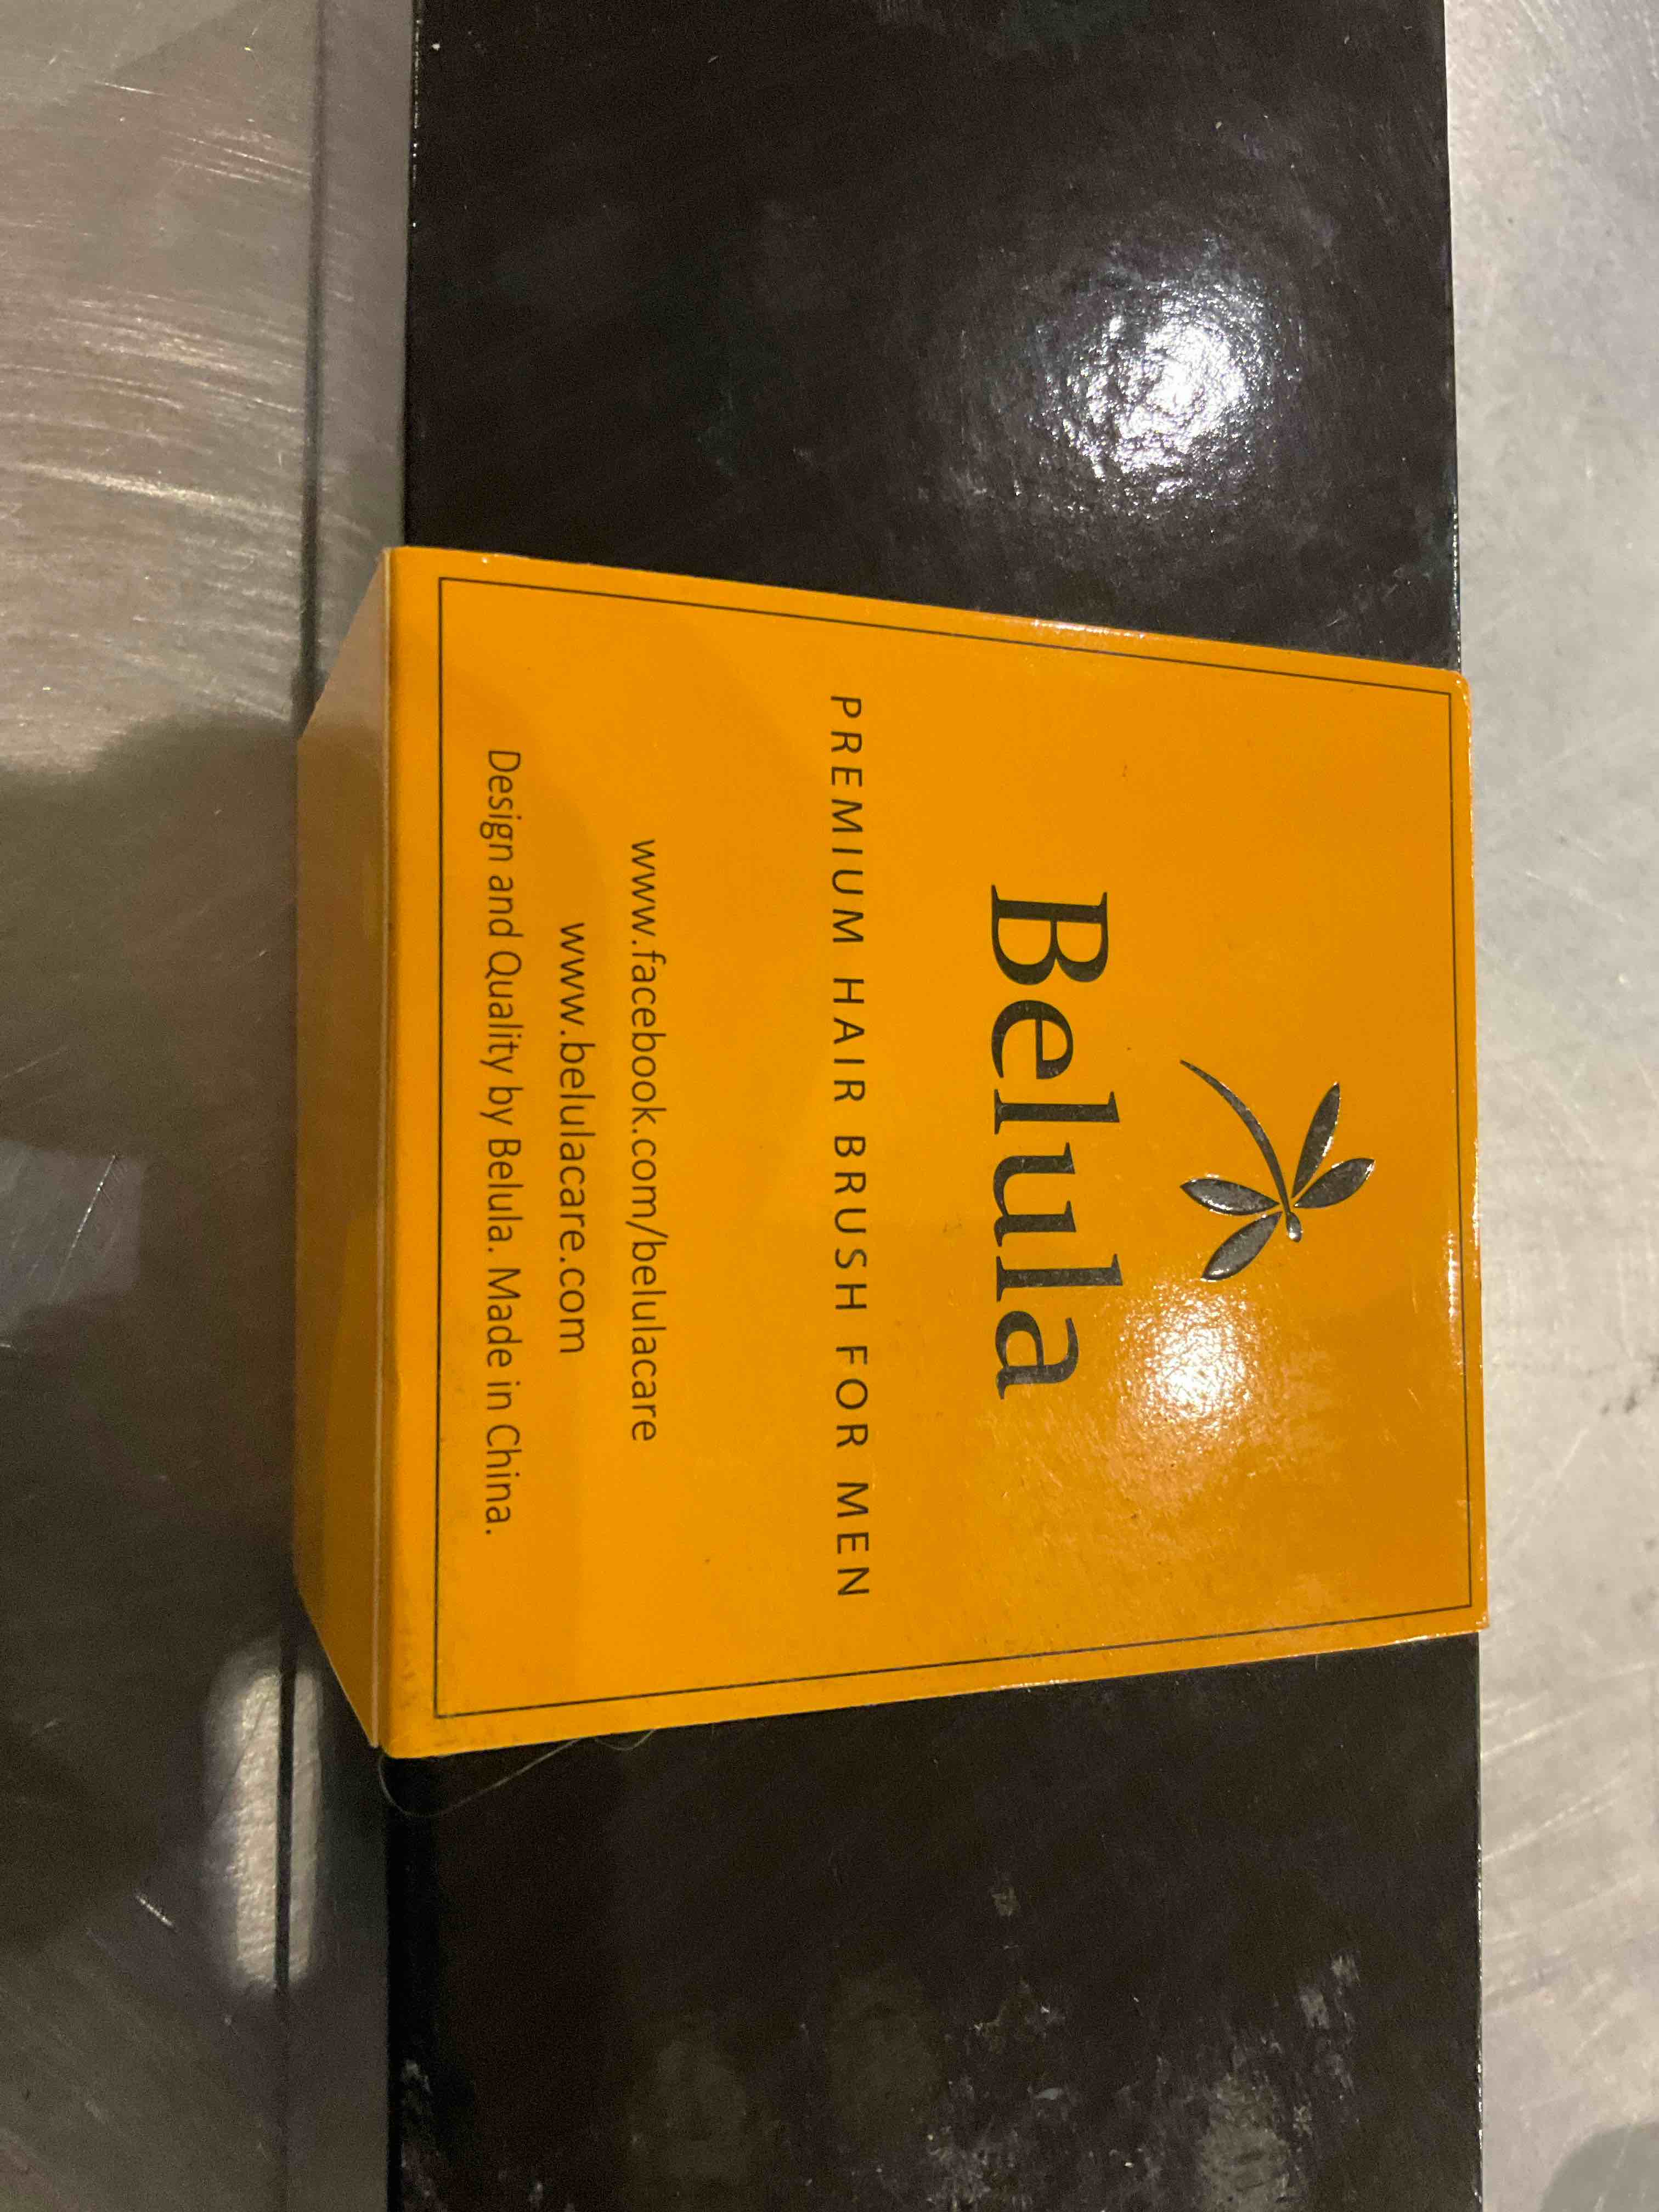 Belula
PREMIUM HAIR BRUSH FOR MEN
www.facebook.com/belulacare
www.belulacare.com
Design and Quality by Belula. Made in China.